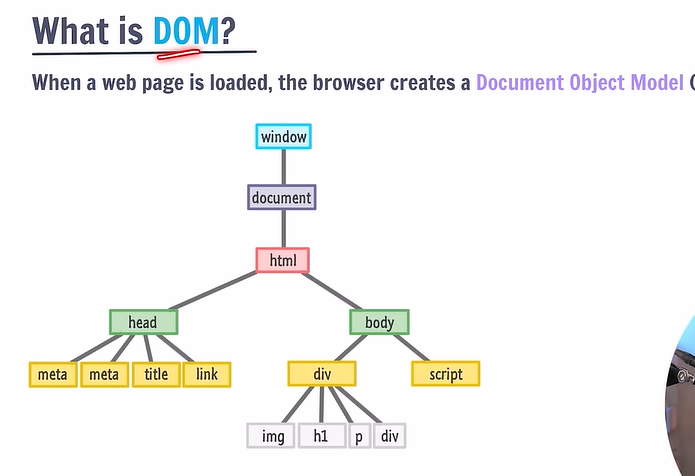 What is DOM?
When a web page is loaded, the browser creates a Document Object Model
window
document
html
head body
meta meta title link div script
img h1 p div